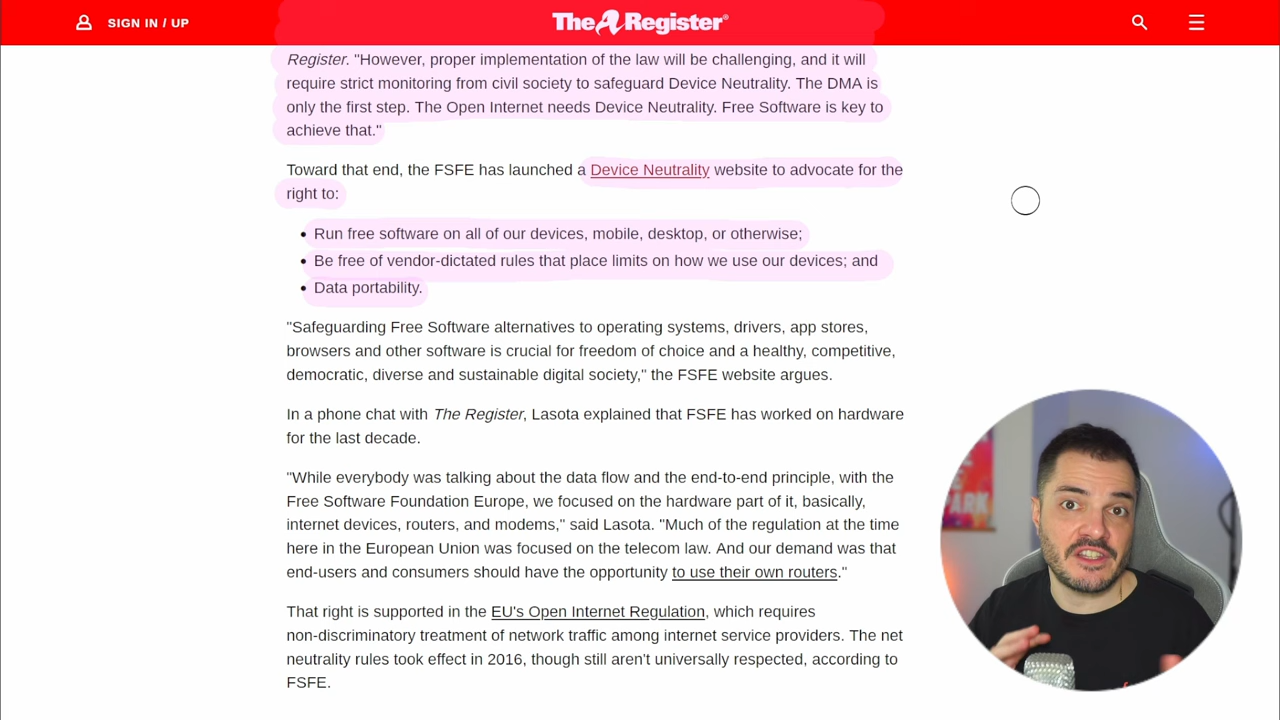 SIGN IN / UP
The Register®
Register. "However, proper implementation of the law will be challenging, and it will
require strict monitoring from civil society to safeguard Device Neutrality. The DMA is
only the first step. The Open Internet needs Device Neutrality. Free Software is key to
achieve that."
Toward that end, the FSFE has launched a Device Neutrality website to advocate for the
right to:
• Run free software on all of our devices, mobile, desktop, or otherwise;
• Be free of vendor-dictated rules that place limits on how we use our devices; and
• Data portability.
"Safeguarding Free Software alternatives to operating systems, drivers, app stores,
browsers and other software is crucial for freedom of choice and a healthy, competitive,
democratic, diverse and sustainable digital society," the FSFE website argues.
In a phone chat with The Register, Lasota explained that FSFE has worked on hardware
for the last decade.
"While everybody was talking about the data flow and the end-to-end principle, with the
Free Software Foundation Europe, we focused on the hardware part of it, basically,
internet devices, routers, and modems," said Lasota. "Much of the regulation at the time
here in the European Union was focused on the telecom law. And our demand was that
end-users and consumers should have the opportunity to use their own routers."
That right is supported in the EU's Open Internet Regulation, which requires
non-discriminatory treatment of network traffic among internet service providers. The net
neutrality rules took effect in 2016, though still aren't universally respected, according to
FSFE.